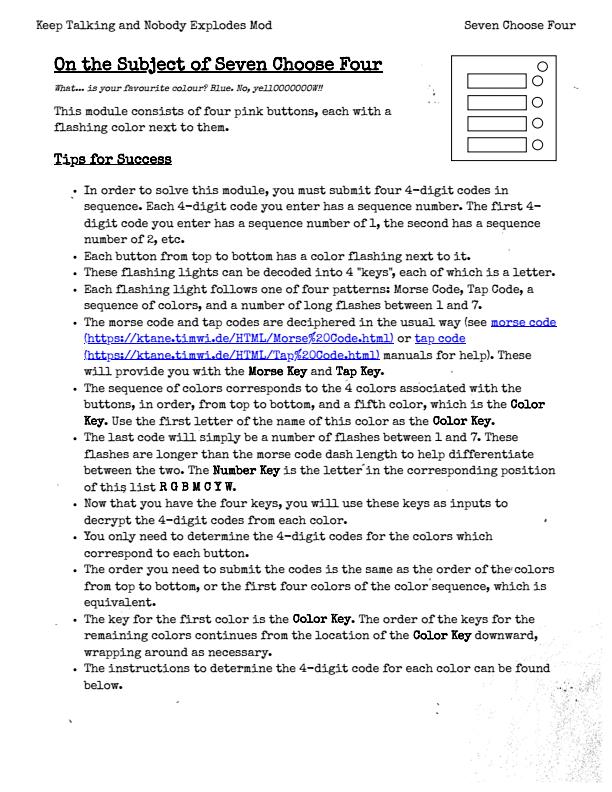 Keep Talking and Nobody Explodes Mod
Seven Choose Four
On the Subject of Seven Choose Four
What... is your favourite colour? Blue. No, yellOOOOOOOW!!
This module consists of four pink buttons, each with a
flashing color next to them.
Tips for Success
• In order to solve this module, you must submit four 4-digit codes in
sequence. Each 4-digit code you enter has a sequence number. The first 4-
digit code you enter has a sequence number of 1, the second has a sequence
number of 2, etc.
• Each button from top to bottom has a color flashing next to it.
• These flashing lights can be decoded into 4 "keys", each of which is a letter.
• Each flashing light follows one of four patterns: Morse Code, Tap Code, a
sequence of colors, and a number of long flashes between 1 and 7.
• The morse code and tap codes are deciphered in the usual way (see morse code
(https://ktane.timwi.de/HTML/Morse%20Code.html) or tap code
(https://ktane.timwi.de/HTML/Tap%20Code.html) manuals for help). These
will provide you with the Morse Key and Tap Key.
• The sequence of colors corresponds to the 4 colors associated with the
buttons, in order, from top to bottom, and a fifth color, which is the Color
Key. Use the first letter of the name of this color as the Color Key.
• The last code will simply be a number of flashes between 1 and 7. These
flashes are longer than the morse code dash length to help differentiate
between the two. The Number Key is the letter in the corresponding position
of this list R G B M C Y W.
• Now that you have the four keys, you will use these keys as inputs to
decrypt the 4-digit codes from each color.
• You only need to determine the 4-digit codes for the colors which
correspond to each button.
• The order you need to submit the codes is the same as the order of the colors
from top to bottom, or the first four colors of the color sequence, which is
equivalent.
• The key for the first color is the Color Key. The order of the keys for the
remaining colors continues from the location of the Color Key downward,
wrapping around as necessary.
• The instructions to determine the 4-digit code for each color can be found
below.